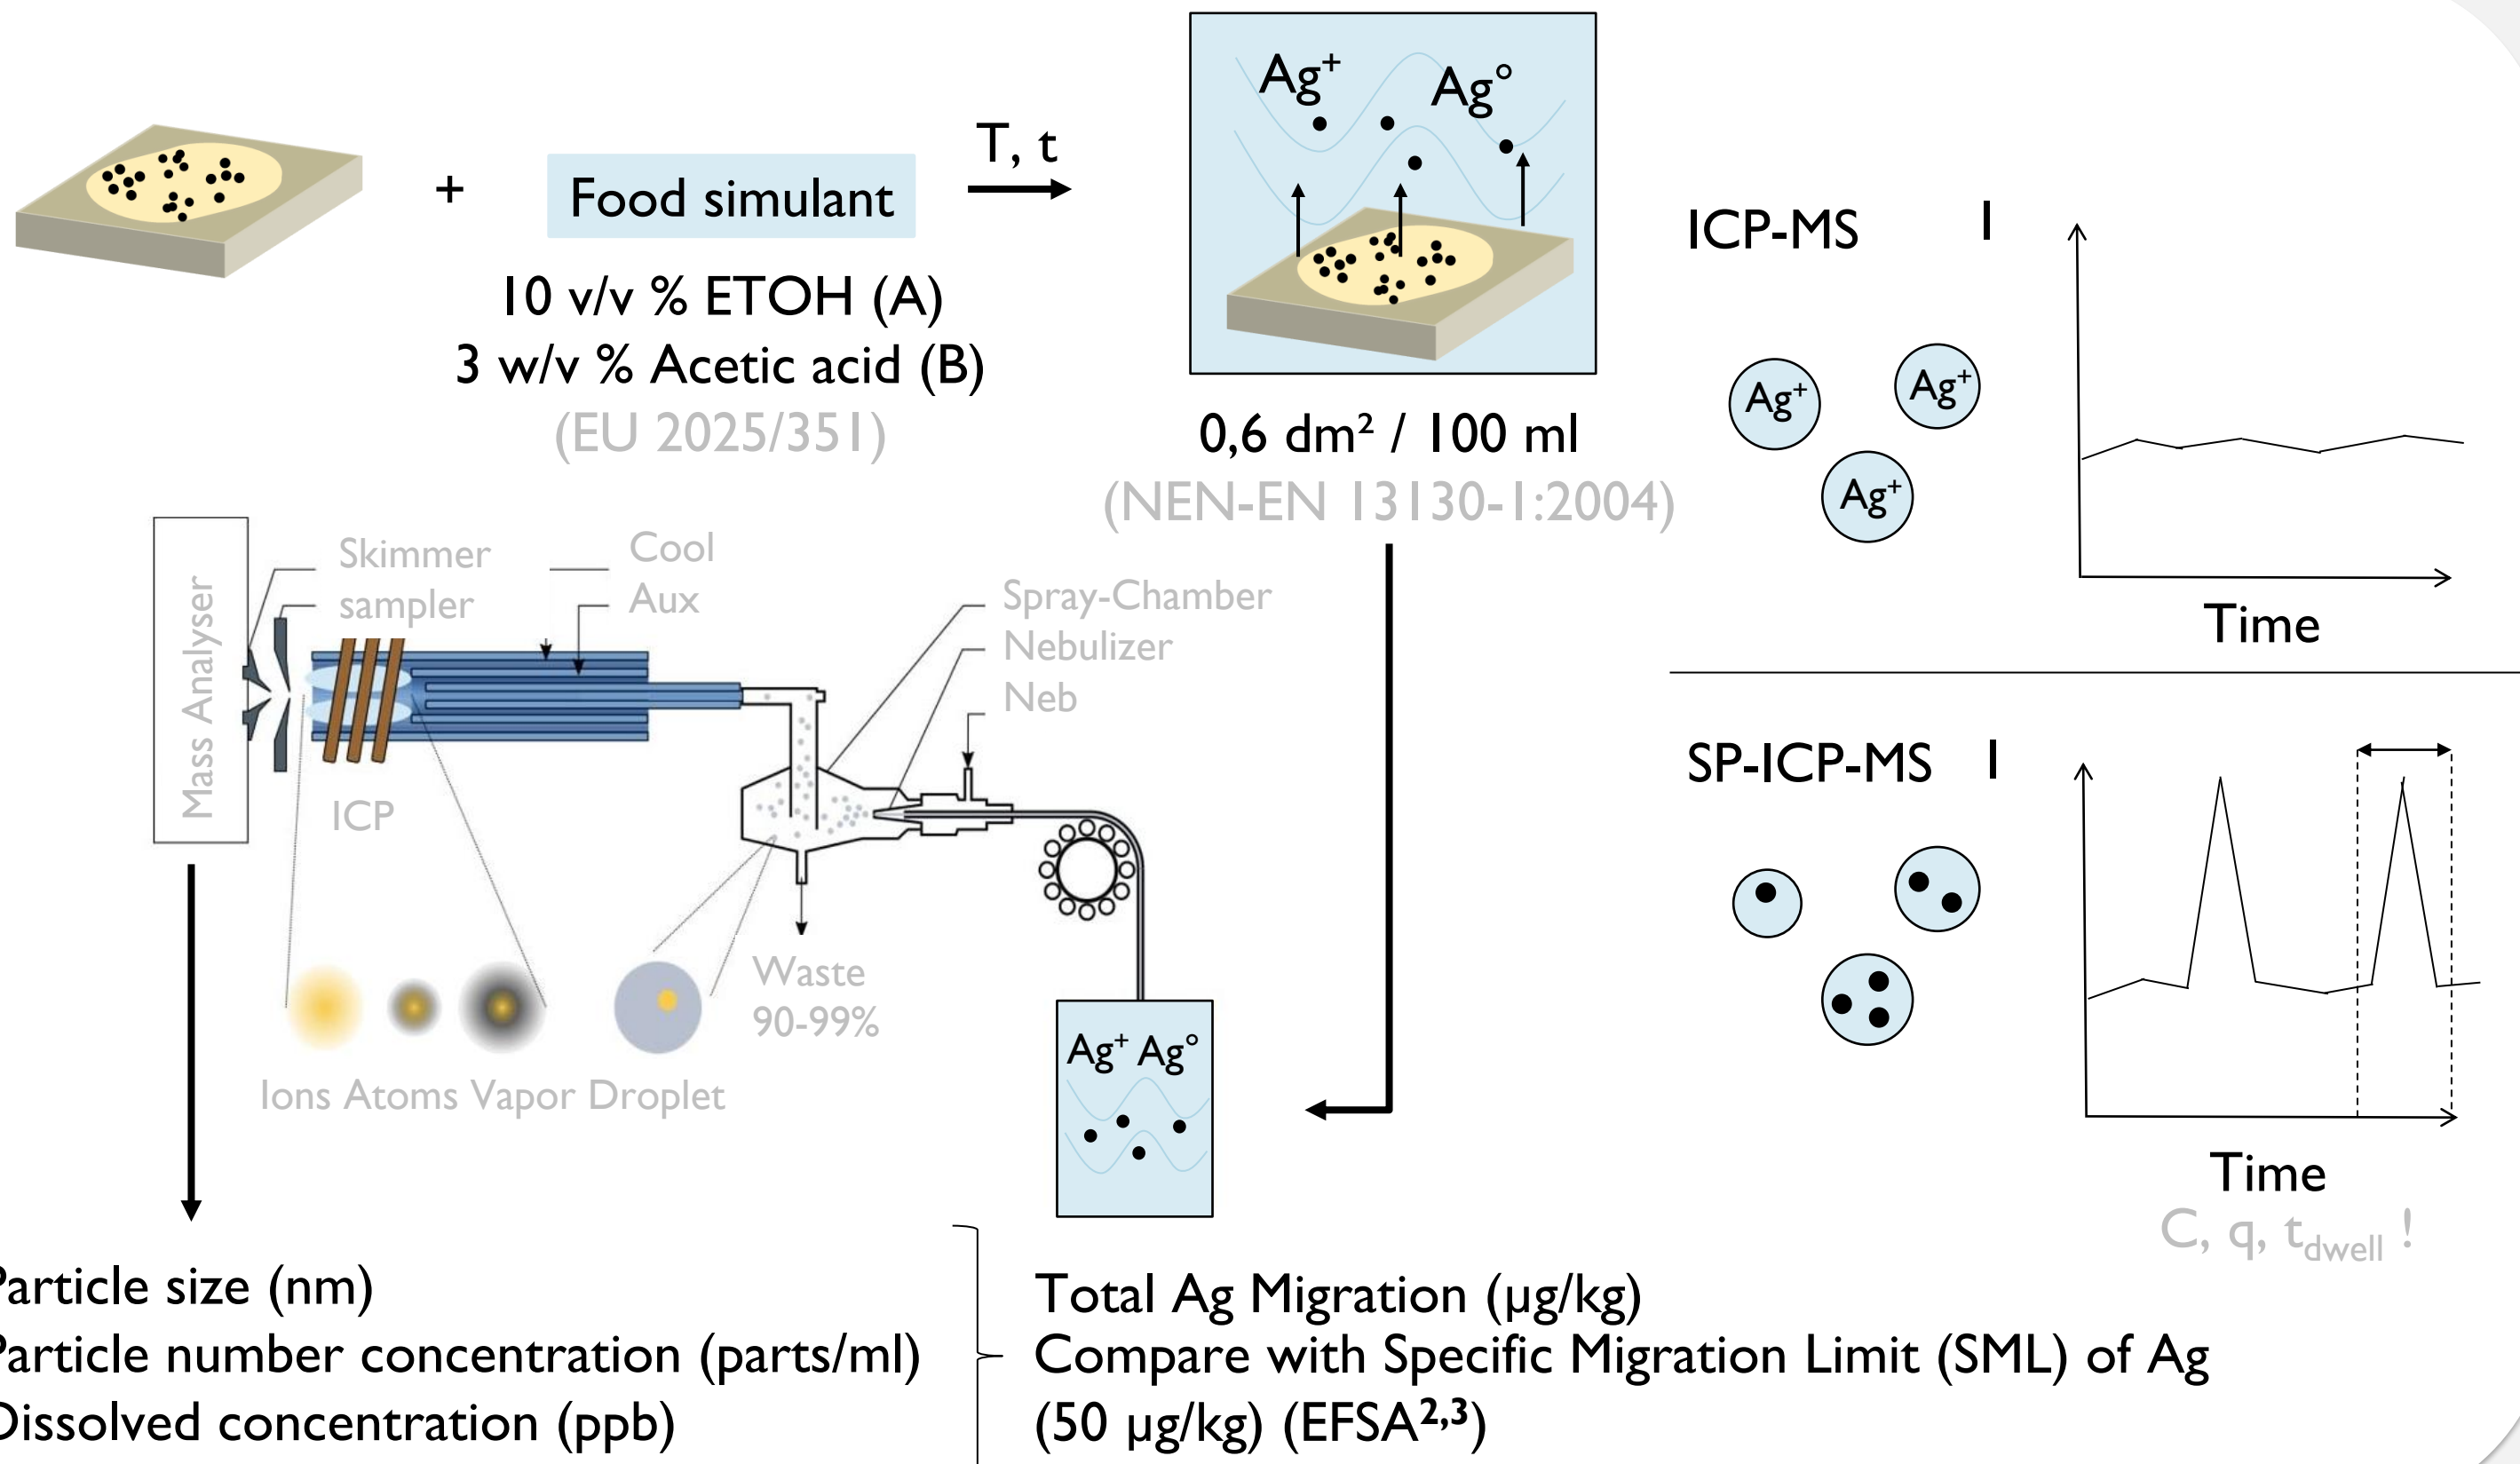 +
Food simulant
T, t
10 v/v % ETOH (A)
3 w/v % Acetic acid (B)
(EU 2025/351)
Ag⁺ Ag°
0,6 dm² / 100 ml
(NEN-EN 13130-1:2004)
ICP-MS
I
Ag⁺
Ag⁺
Ag⁺
Time
Mass Analyser
Skimmer
sampler
Cool
Aux
Spray-Chamber
Nebulizer
Neb
ICP
Waste
90-99%
Ions Atoms Vapor Droplet
Ag⁺ Ag°
SP-ICP-MS
I
Time
C, q, t_dwell !
Particle size (nm)
Particle number concentration (parts/ml)
Dissolved concentration (ppb)
Total Ag Migration (µg/kg)
Compare with Specific Migration Limit (SML) of Ag
(50 µg/kg) (EFSA²,³)